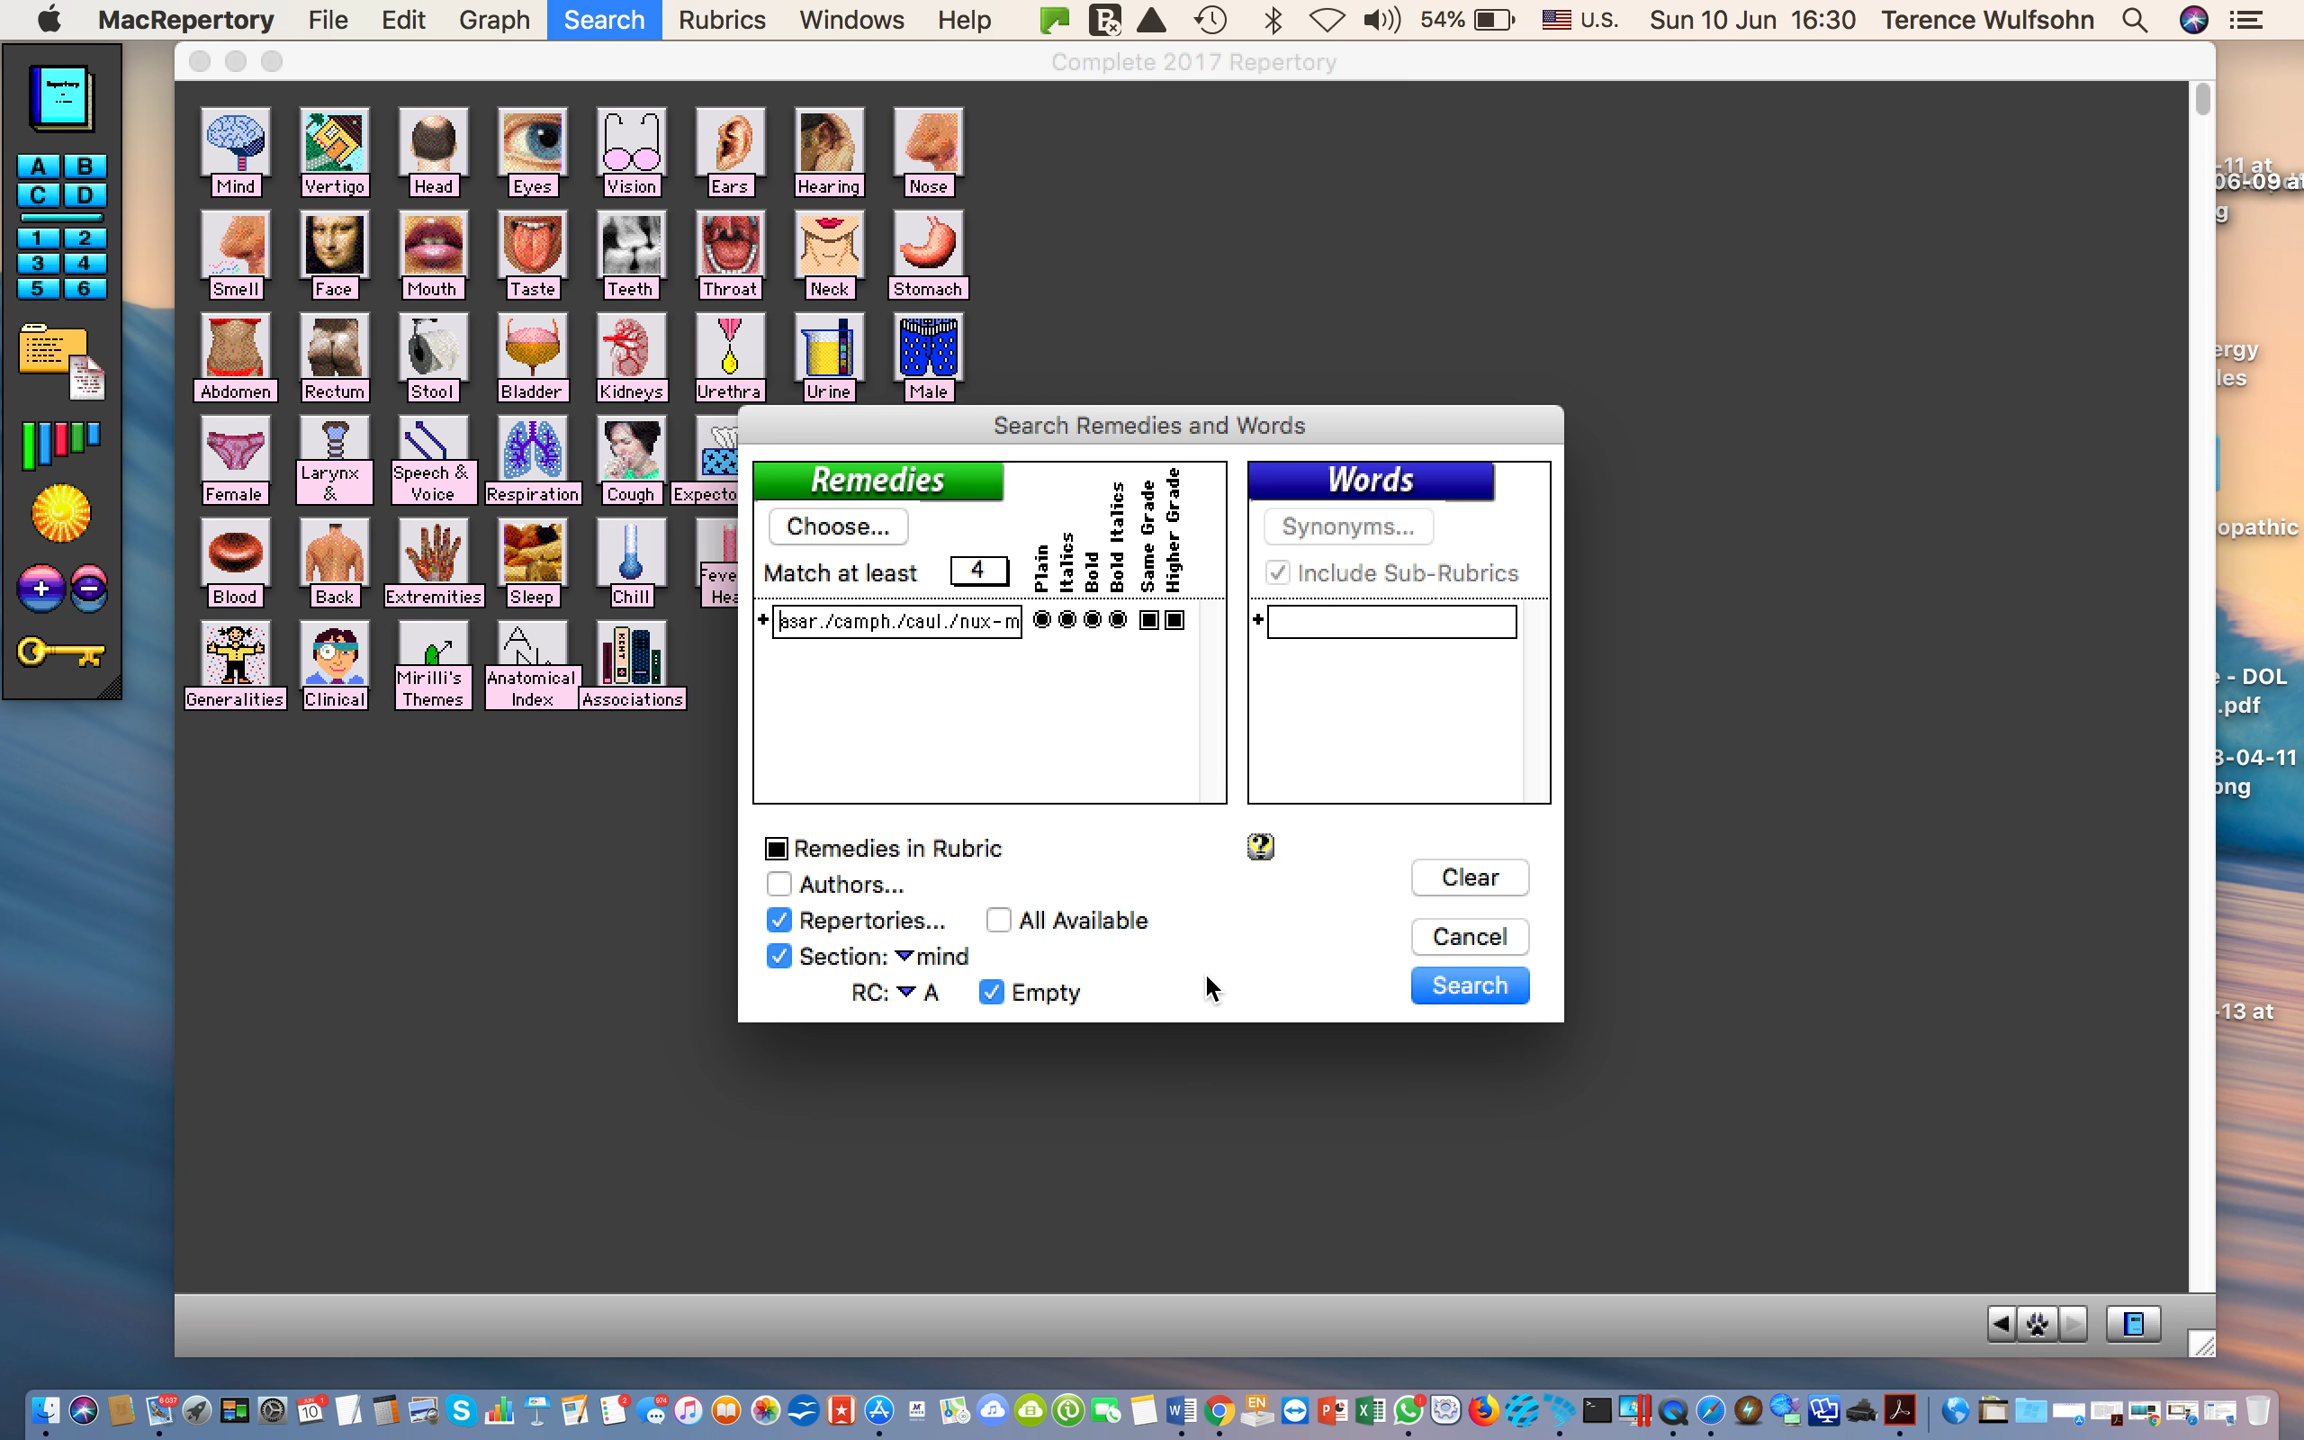 MacRepertory File Edit Graph Search Rubrics Windows Help 54% U.S. Sun 10 Jun 16:30 Terence Wulfsohn
Complete 2017 Repertory
Repertory
A B
C D
1 2
3 4
5 6
Mind Vertigo Head Eyes Vision Ears Hearing Nose
Smell Face Mouth Taste Teeth Throat Neck Stomach
Abdomen Rectum Stool Bladder Kidneys Urethra Urine Male
Female Larynx & Speech & Voice Respiration Cough Expecto
Blood Back Extremities Sleep Chill Feve Hea
Generalities Clinical Mirilli's Themes Anatomical Index Associations
KENT
Search Remedies and Words
Remedies
Choose...
Match at least 4
Plain
Italics
Bold
Bold Italics
Same Grade
Higher Grade
+ asar./camph./caul./nux-m
Words
Synonyms...
Include Sub-Rubrics
+
Remedies in Rubric
Authors...
Repertories... All Available
Section: mind
RC: A Empty
?
Clear
Cancel
Search
-11 at
06-09 at
g
ergy
les
opathic
- DOL
.pdf
3-04-11
png
-13 at